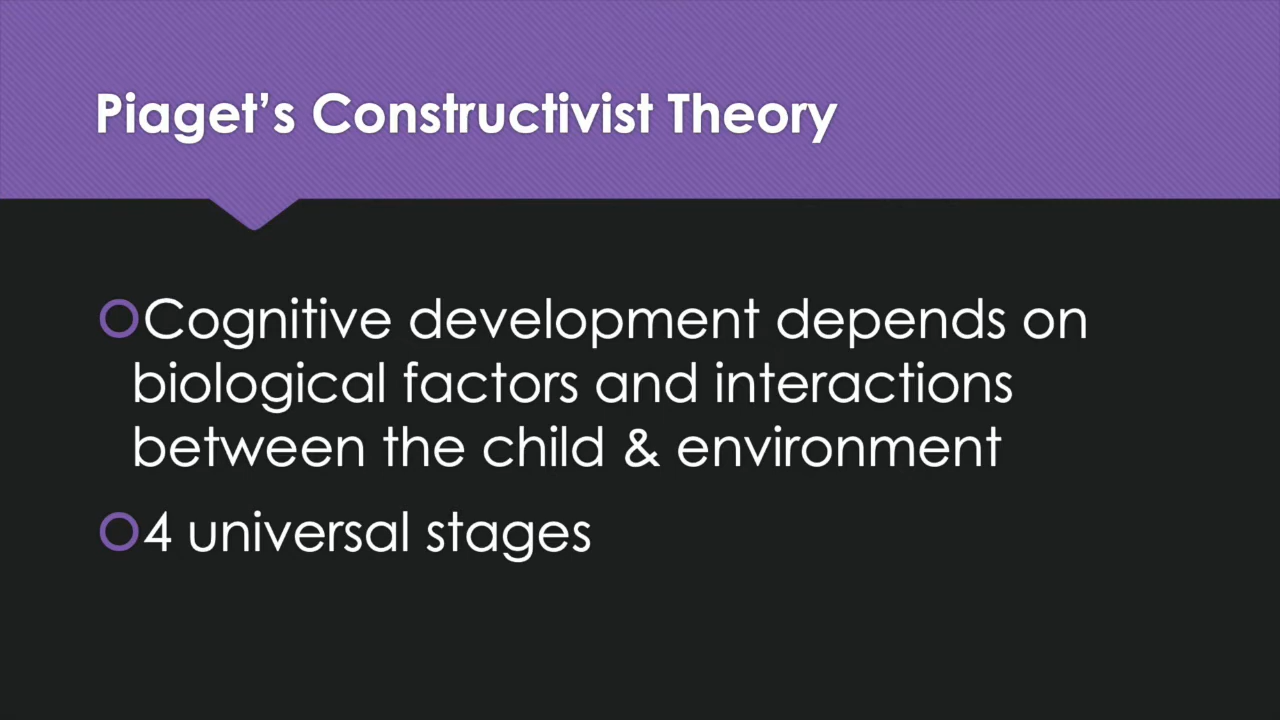 Piaget’s Constructivist Theory
Cognitive development depends on
biological factors and interactions
between the child & environment
4 universal stages